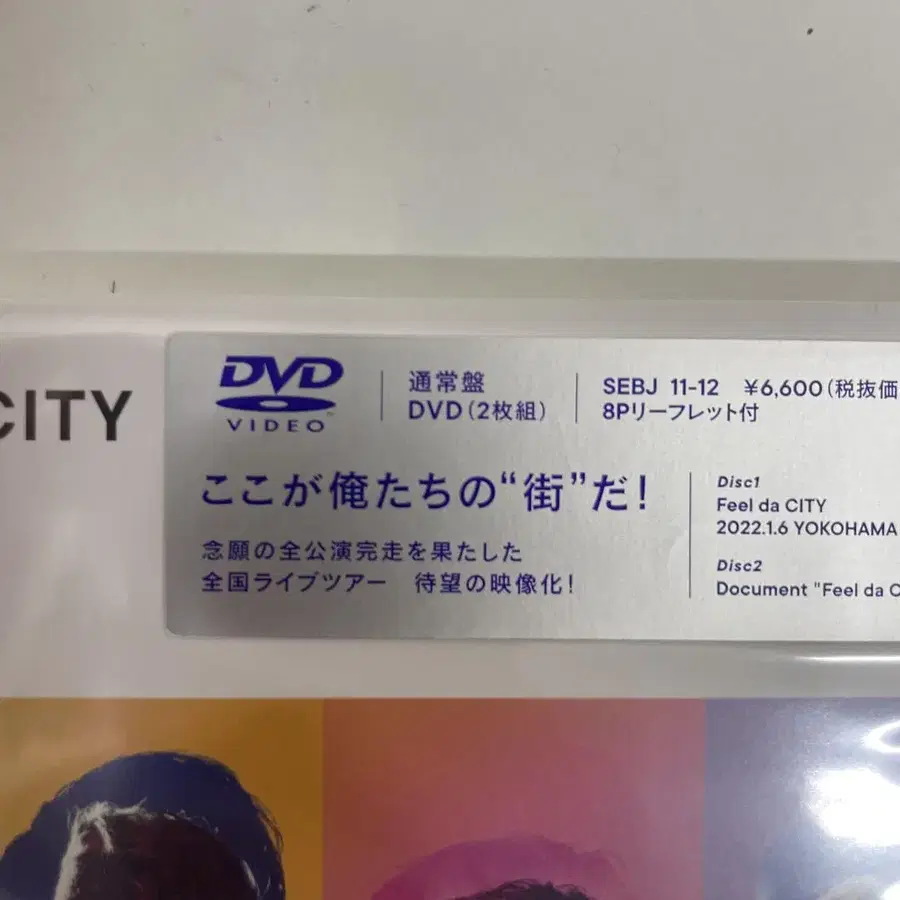 CITY
DVD
VIDEO
通常盤
DVD（2枚組）
SEBJ 11-12 ¥6,600（税抜価
8Pリーフレット付
ここが俺たちの“街”だ！
念願の全公演完走を果たした
全国ライブツアー 待望の映像化！
Disc1
Feel da CITY
2022.1.6 YOKOHAMA
Disc2
Document "Feel da C